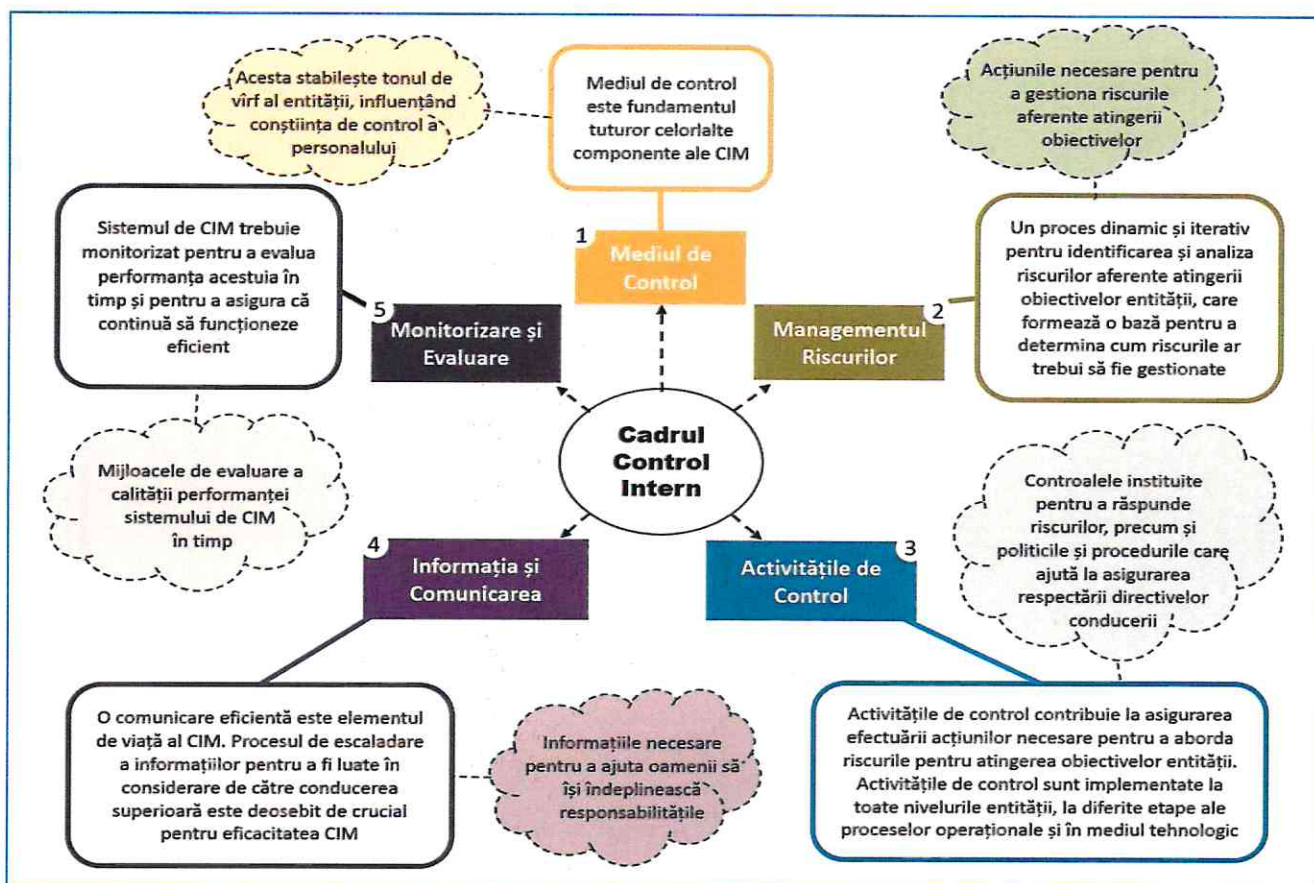 Acesta stabilește tonul de
vîrf al entității, influențând
conștiința de control a
personalului
Mediul de control
este fundamentul
tuturor celorlalte
componente ale CIM
Acțiunile necesare pentru
a gestiona riscurile
aferente atingerii
obiectivelor
1
Mediul de
Control
Sistemul de CIM trebuie
monitorizat pentru a evalua
performanța acestuia în
timp și pentru a asigura că
continuă să funcționeze
eficient
5
Monitorizare și
Evaluare
2
Managementul
Riscurilor
Un proces dinamic și iterativ
pentru identificarea și analiza
riscurilor aferente atingerii
obiectivelor entității, care
formează o bază pentru a
determina cum riscurile ar
trebui să fie gestionate
Cadrul
Control
Intern
Mijloacele de evaluare a
calității performanței
sistemului de CIM
în timp
4
Informația și
Comunicarea
3
Activitățile de
Control
Controalele instituite
pentru a răspunde
riscurilor, precum și
politicile și procedurile care
ajută la asigurarea
respectării directivelor
conducerii
O comunicare eficientă este elementul
de viață al CIM. Procesul de escaladare
a informațiilor pentru a fi luate în
considerare de către conducerea
superioară este deosebit de crucial
pentru eficacitatea CIM
Informațiile necesare
pentru a ajuta oamenii să
își îndeplinească
responsabilitățile
Activitățile de control contribuie la asigurarea
efectuării acțiunilor necesare pentru a aborda
riscurile pentru atingerea obiectivelor entității.
Activitățile de control sunt implementate la
toate nivelurile entității, la diferite etape ale
proceselor operaționale și în mediul tehnologic